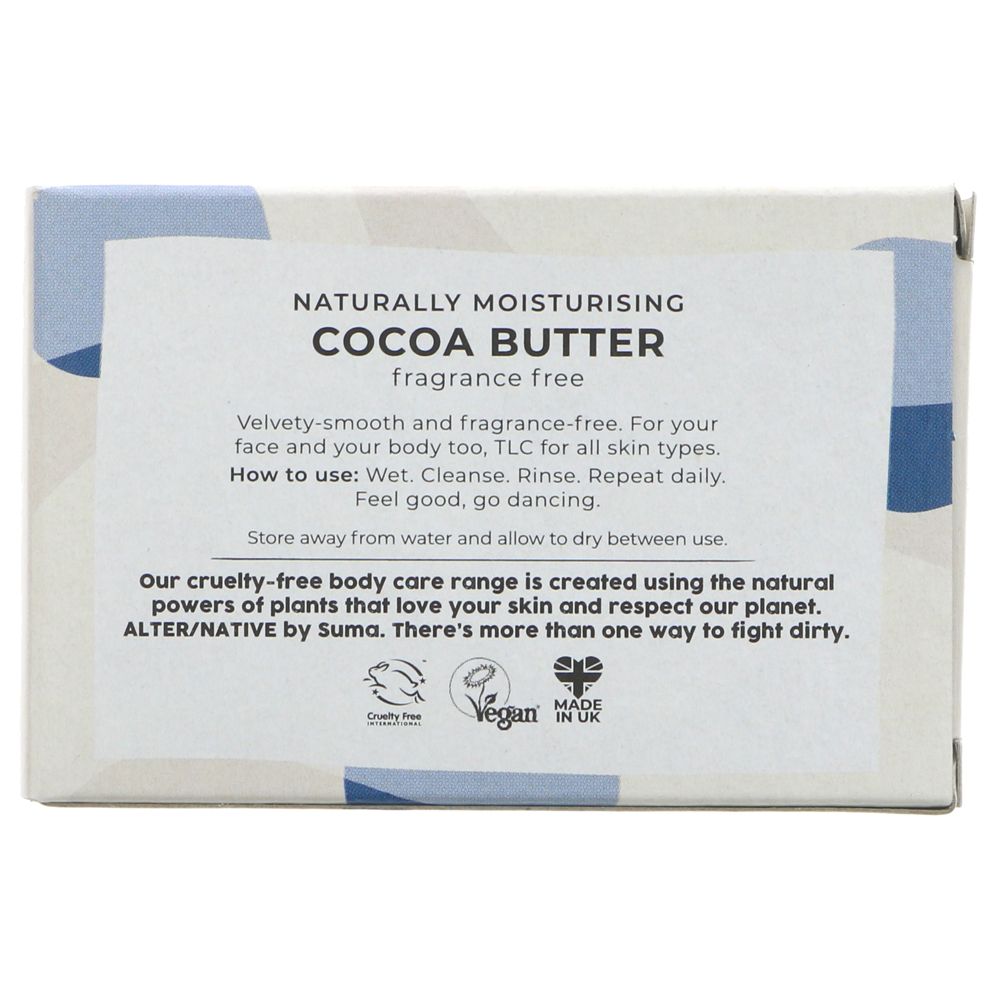 NATURALLY MOISTURISING
COCOA BUTTER
fragrance free
Velvety-smooth and fragrance-free. For your
face and your body too, TLC for all skin types.
How to use: Wet. Cleanse. Rinse. Repeat daily.
Feel good, go dancing.
Store away from water and allow to dry between use.
Our cruelty-free body care range is created using the natural
powers of plants that love your skin and respect our planet.
ALTER/NATIVE by Suma. There's more than one way to fight dirty.
Cruelty Free
INTERNATIONAL
Vegan
MADE
IN UK